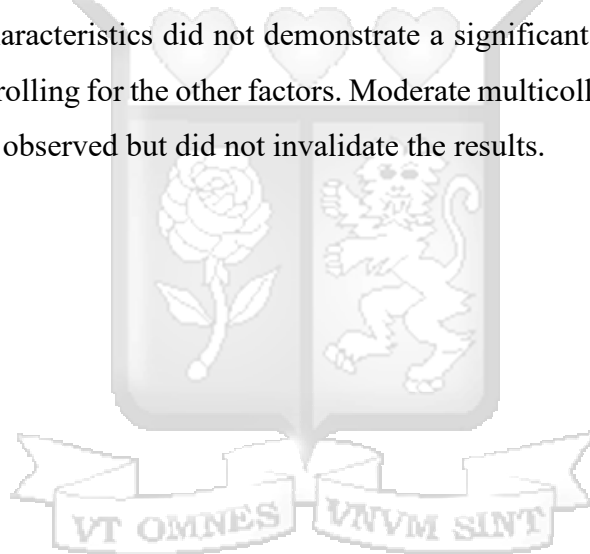 aracteristics did not demonstrate a significant
rolling for the other factors. Moderate multicoll
observed but did not invalidate the results.
VT OMNES VNVM SINT